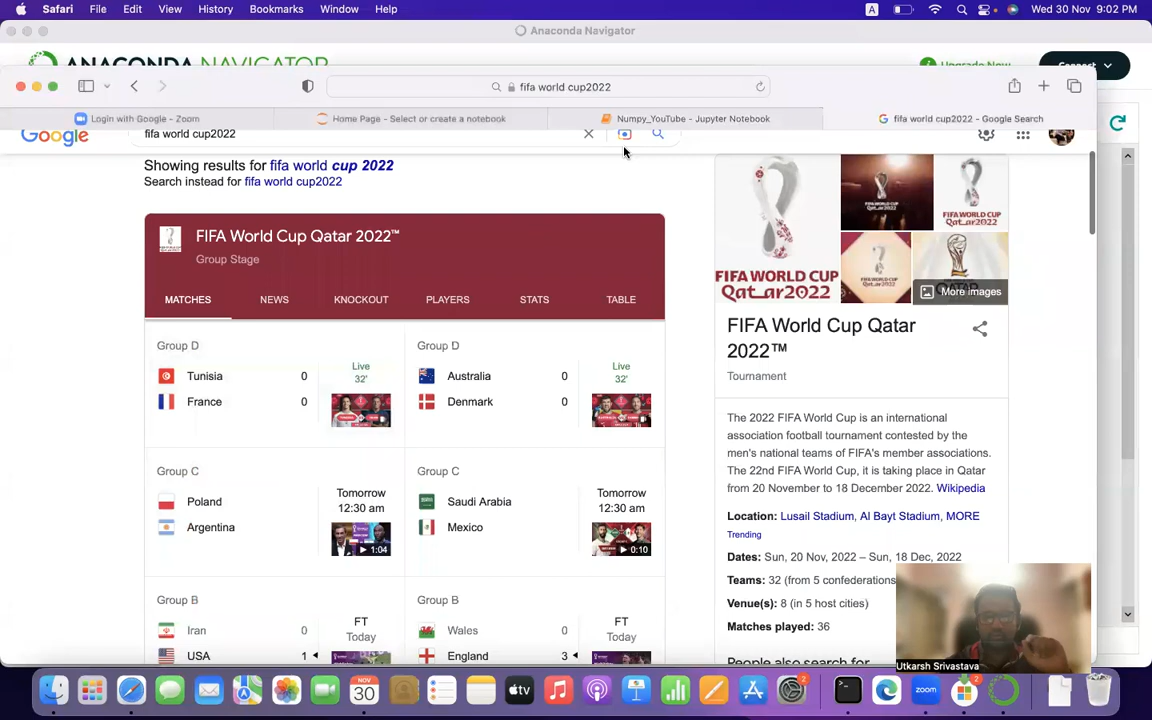 Safari File Edit View History Bookmarks Window Help
A Wed 30 Nov 9:02 PM
Anaconda Navigator
fifa world cup2022
Login with Google - Zoom
Home Page - Select or create a notebook
Numpy_YouTube - Jupyter Notebook
fifa world cup2022 - Google Search
Google
fifa world cup2022
Showing results for fifa world cup 2022
Search instead for fifa world cup2022
FIFA World Cup Qatar 2022™
Group Stage
MATCHES NEWS KNOCKOUT PLAYERS STATS TABLE
Group D
Tunisia 0
France 0
Live
32'
Group D
Australia 0
Denmark 0
Live
32'
Group C
Poland
Argentina
Tomorrow
12:30 am
1:04
Group C
Saudi Arabia
Mexico
Tomorrow
12:30 am
0:10
Group B
Iran 0
USA 1
FT
Today
Group B
Wales 0
England 3
FT
Today
FIFA WORLD CUP
Qatar2022
More images
FIFA World Cup Qatar
2022™
Tournament
The 2022 FIFA World Cup is an international
association football tournament contested by the
men's national teams of FIFA's member associations.
The 22nd FIFA World Cup, it is taking place in Qatar
from 20 November to 18 December 2022. Wikipedia
Location: Lusail Stadium, Al Bayt Stadium, MORE
Trending
Dates: Sun, 20 Nov, 2022 – Sun, 18 Dec, 2022
Teams: 32 (from 5 confederations
Venue(s): 8 (in 5 host cities)
Matches played: 36
People also search for
Utkarsh Srivastava
NOV
30
tv
zoom
2
2